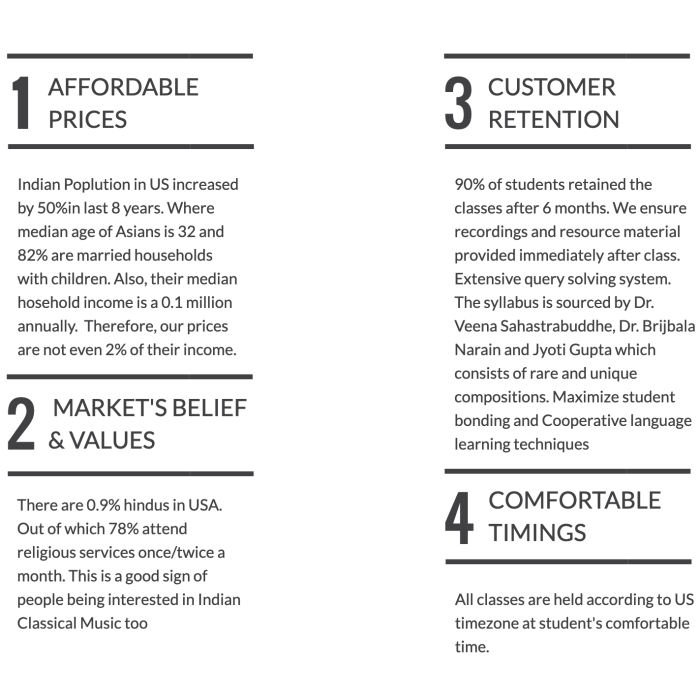 1 AFFORDABLE
PRICES
Indian Poplution in US increased
by 50%in last 8 years. Where
median age of Asians is 32 and
82% are married households
with children. Also, their median
hosehold income is a 0.1 million
annually.  Therefore, our prices
are not even 2% of their income.
2 MARKET'S BELIEF
& VALUES
There are 0.9% hindus in USA.
Out of which 78% attend
religious services once/twice a
month. This is a good sign of
people being interested in Indian
Classical Music too
3 CUSTOMER
RETENTION
90% of students retained the
classes after 6 months. We ensure
recordings and resource material
provided immediately after class.
Extensive query solving system.
The syllabus is sourced by Dr.
Veena Sahastrabuddhe, Dr. Brijbala
Narain and Jyoti Gupta which
consists of rare and unique
compositions. Maximize student
bonding and Cooperative language
learning techniques
4 COMFORTABLE
TIMINGS
All classes are held according to US
timezone at student's comfortable
time.